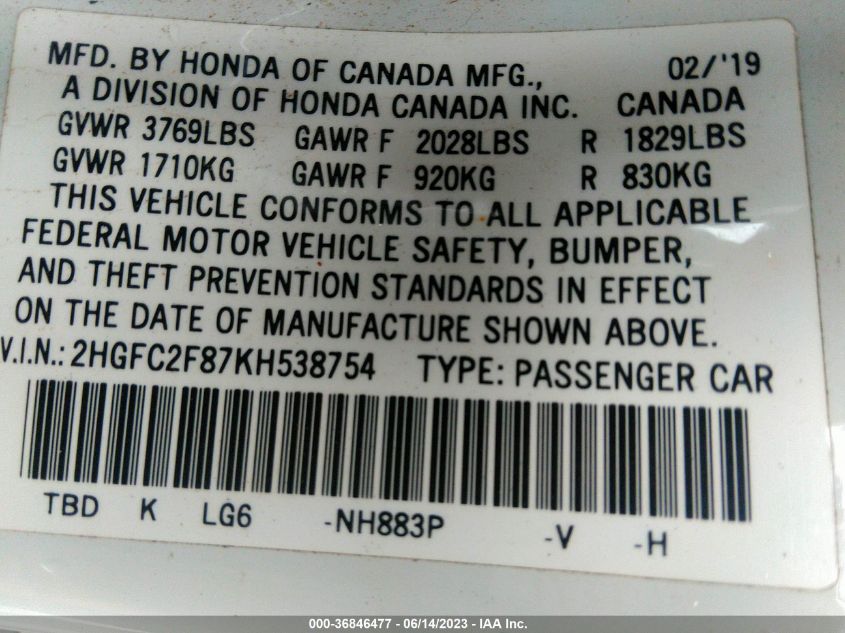 MFD. BY HONDA OF CANADA MFG., 02/'19
A DIVISION OF HONDA CANADA INC. CANADA
GVWR 3769LBS GAWR F 2028LBS R 1829LBS
GVWR 1710KG GAWR F 920KG R 830KG
THIS VEHICLE CONFORMS TO ALL APPLICABLE
FEDERAL MOTOR VEHICLE SAFETY, BUMPER,
AND THEFT PREVENTION STANDARDS IN EFFECT
ON THE DATE OF MANUFACTURE SHOWN ABOVE.
V.I.N.: 2HGFC2F87KH538754 TYPE: PASSENGER CAR
TBD K LG6 -NH883P -V -H
000-36846477 - 06/14/2023 - IAA Inc.